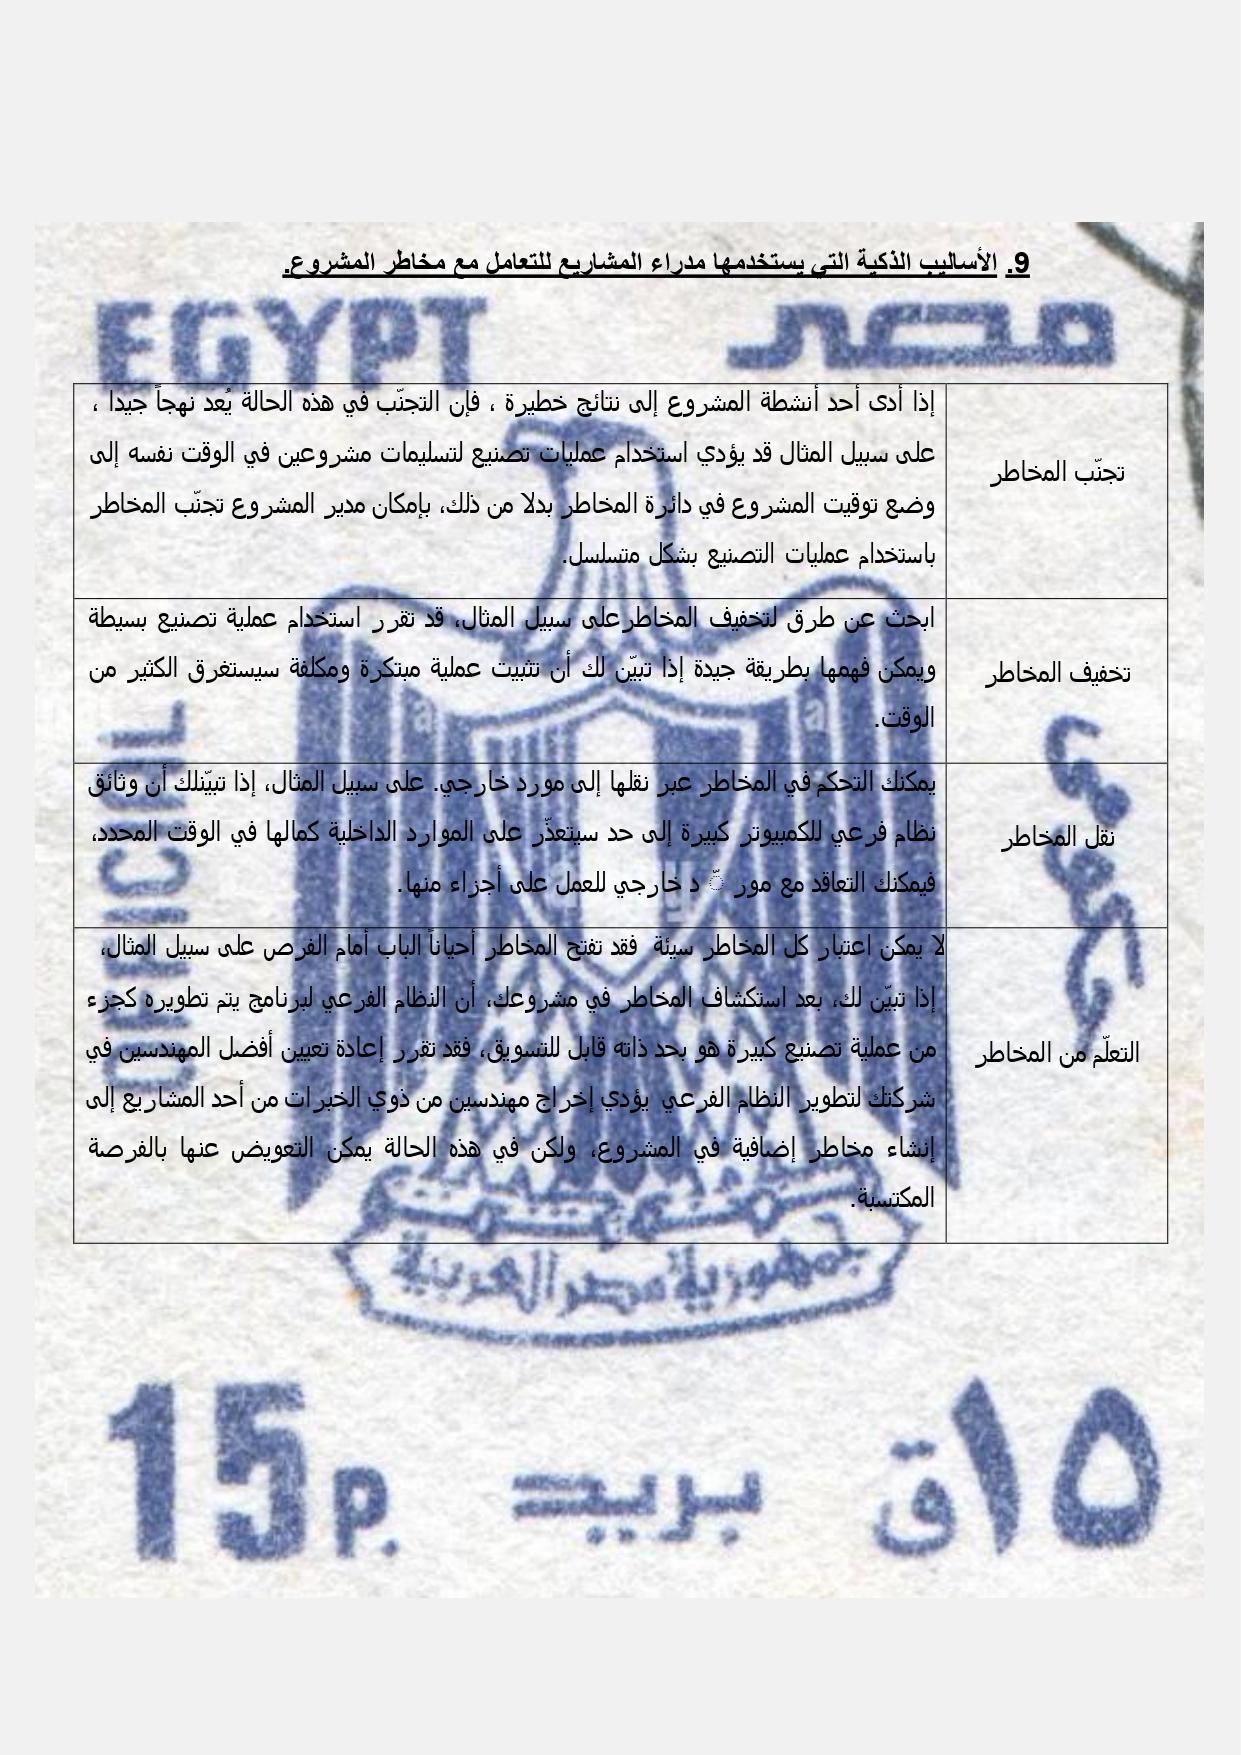 9. الأساليب الذكية التي يستخدمها مدراء المشاريع للتعامل مع مخاطر المشروع.
EGYPT
مصر
تجنّب المخاطر
إذا أدى أحد أنشطة المشروع إلى نتائج خطيرة ، فإن التجنّب في هذه الحالة يُعد نهجاً جيدا ،
على سبيل المثال قد يؤدي استخدام عمليات تصنيع لتسليمات مشروعين في الوقت نفسه إلى
وضع توقيت المشروع في دائرة المخاطر بدلا من ذلك، بإمكان مدير المشروع تجنّب المخاطر
باستخدام عمليات التصنيع بشكل متسلسل.
تخفيف المخاطر
ابحث عن طرق لتخفيف المخاطرعلى سبيل المثال، قد تقرر استخدام عملية تصنيع بسيطة
ويمكن فهمها بطريقة جيدة إذا تبيّن لك أن تثبيت عملية مبتكرة ومكلفة سيستغرق الكثير من
الوقت.
نقل المخاطر
يمكنك التحكم في المخاطر عبر نقلها إلى مورد خارجي. على سبيل المثال، إذا تبيّنلك أن وثائق
نظام فرعي للكمبيوتر كبيرة إلى حد سيتعذّر على الموارد الداخلية كمالها في الوقت المحدد،
فيمكنك التعاقد مع مور ّ د خارجي للعمل على أجزاء منها.
التعلّم من المخاطر
لا يمكن اعتبار كل المخاطر سيئة فقد تفتح المخاطر أحياناً الباب أمام الفرص على سبيل المثال،
إذا تبيّن لك، بعد استكشاف المخاطر في مشروعك، أن النظام الفرعي لبرنامج يتم تطويره كجزء
من عملية تصنيع كبيرة هو بحد ذاته قابل للتسويق، فقد تقرر إعادة تعيين أفضل المهندسين في
شركتك لتطوير النظام الفرعي يؤدي إخراج مهندسين من ذوي الخبرات من أحد المشاريع إلى
إنشاء مخاطر إضافية في المشروع، ولكن في هذه الحالة يمكن التعويض عنها بالفرصة
المكتسبة.
OFFICIAL
حكومى
جمهورية مصر العربية
15 p.
بريد
١٥ ق